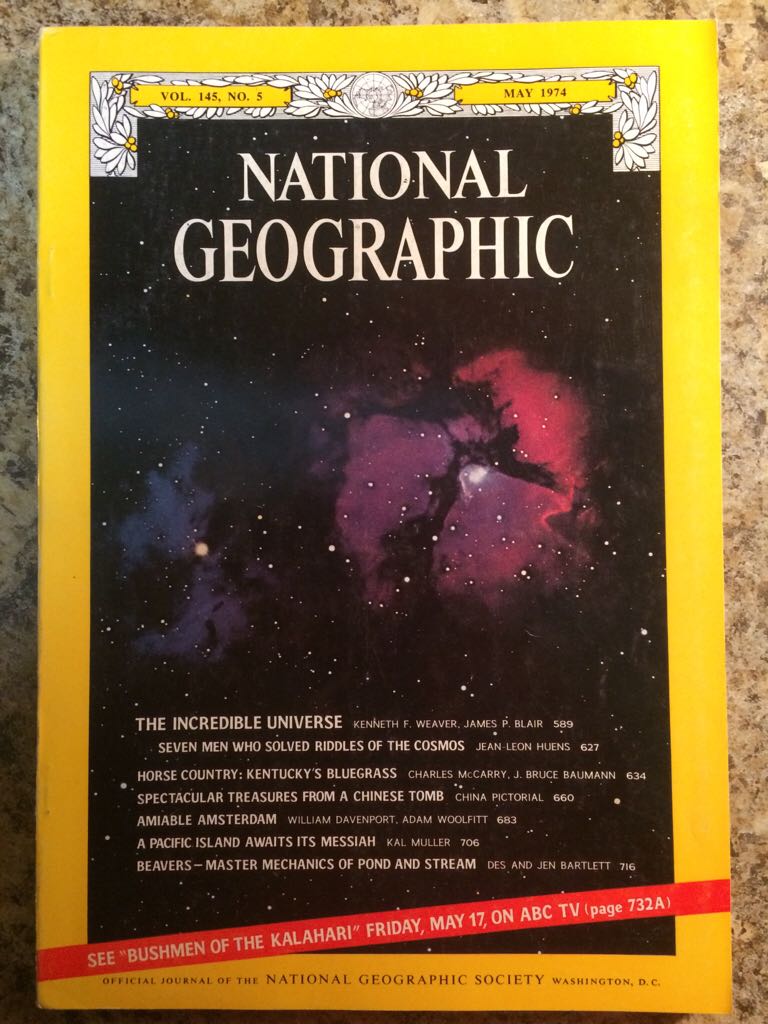 VOL. 145, NO. 5
MAY 1974
NATIONAL
GEOGRAPHIC
THE INCREDIBLE UNIVERSE KENNETH F. WEAVER, JAMES P. BLAIR 589
SEVEN MEN WHO SOLVED RIDDLES OF THE COSMOS JEAN-LEON HUENS 627
HORSE COUNTRY: KENTUCKY'S BLUEGRASS CHARLES McCARRY, J. BRUCE BAUMANN 634
SPECTACULAR TREASURES FROM A CHINESE TOMB CHINA PICTORIAL 660
AMIABLE AMSTERDAM WILLIAM DAVENPORT, ADAM WOOLFITT 683
A PACIFIC ISLAND AWAITS ITS MESSIAH KAL MULLER 706
BEAVERS—MASTER MECHANICS OF POND AND STREAM DES AND JEN BARTLETT 716
SEE "BUSHMEN OF THE KALAHARI" FRIDAY, MAY 17, ON ABC TV (page 732A)
OFFICIAL JOURNAL OF THE NATIONAL GEOGRAPHIC SOCIETY WASHINGTON, D.C.